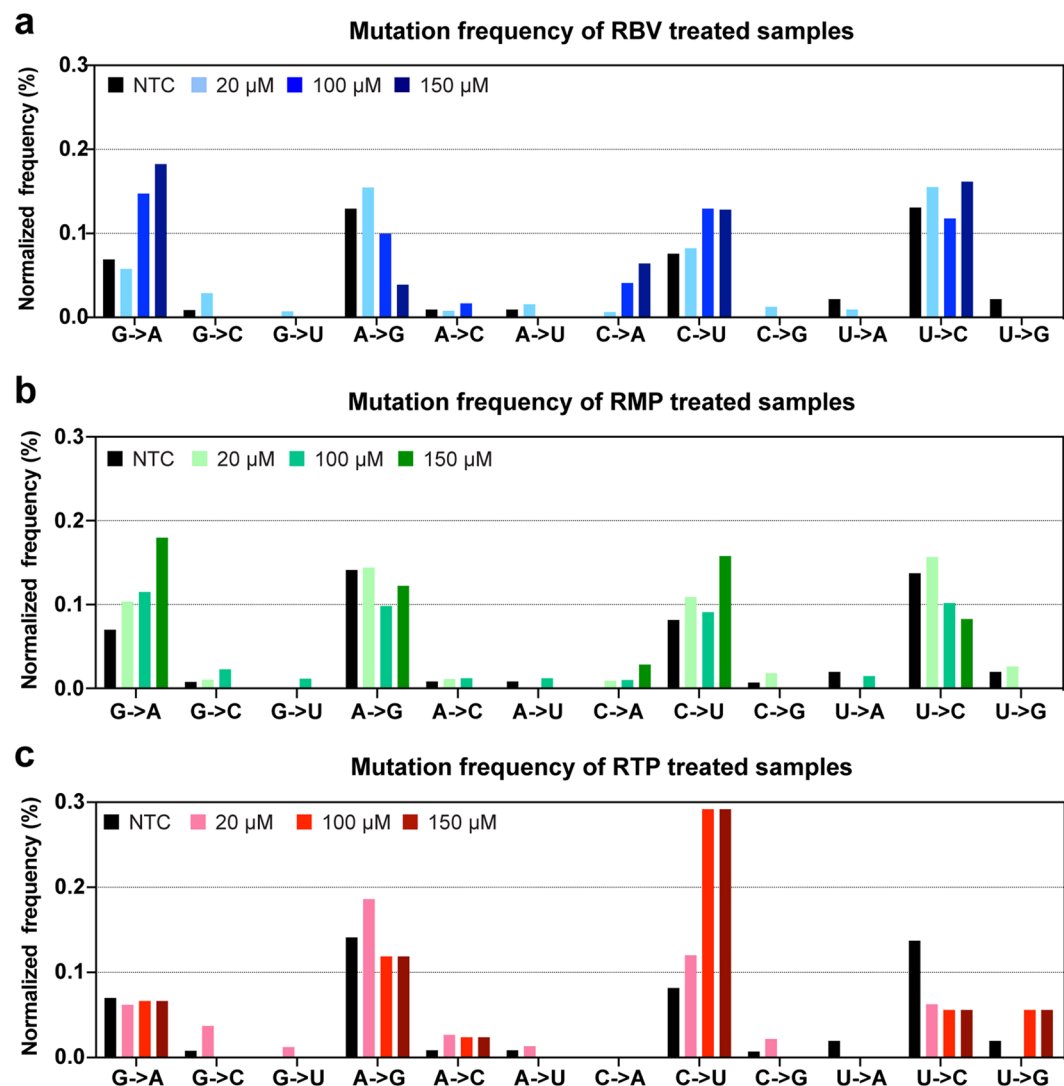 a
Mutation frequency of RBV treated samples
Normalized frequency (%)
0.3
0.2
0.1
0.0
NTC 20 µM 100 µM 150 µM
G->A G->C G->U A->G A->C A->U C->A C->U C->G U->A U->C U->G
b
Mutation frequency of RMP treated samples
Normalized frequency (%)
0.3
0.2
0.1
0.0
NTC 20 µM 100 µM 150 µM
G->A G->C G->U A->G A->C A->U C->A C->U C->G U->A U->C U->G
c
Mutation frequency of RTP treated samples
Normalized frequency (%)
0.3
0.2
0.1
0.0
NTC 20 µM 100 µM 150 µM
G->A G->C G->U A->G A->C A->U C->A C->U C->G U->A U->C U->G